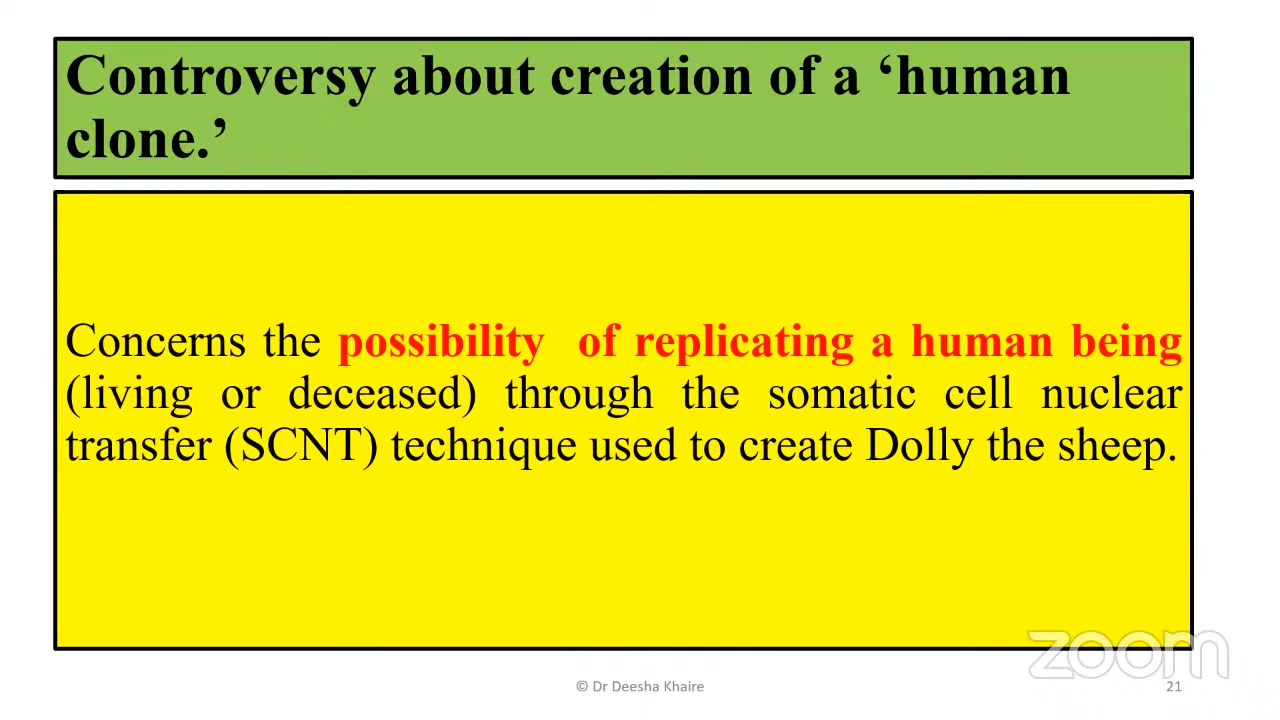 Controversy about creation of a ‘human
clone.’
Concerns the possibility of replicating a human being
(living or deceased) through the somatic cell nuclear
transfer (SCNT) technique used to create Dolly the sheep.
zoom
© Dr Deesha Khaire
21